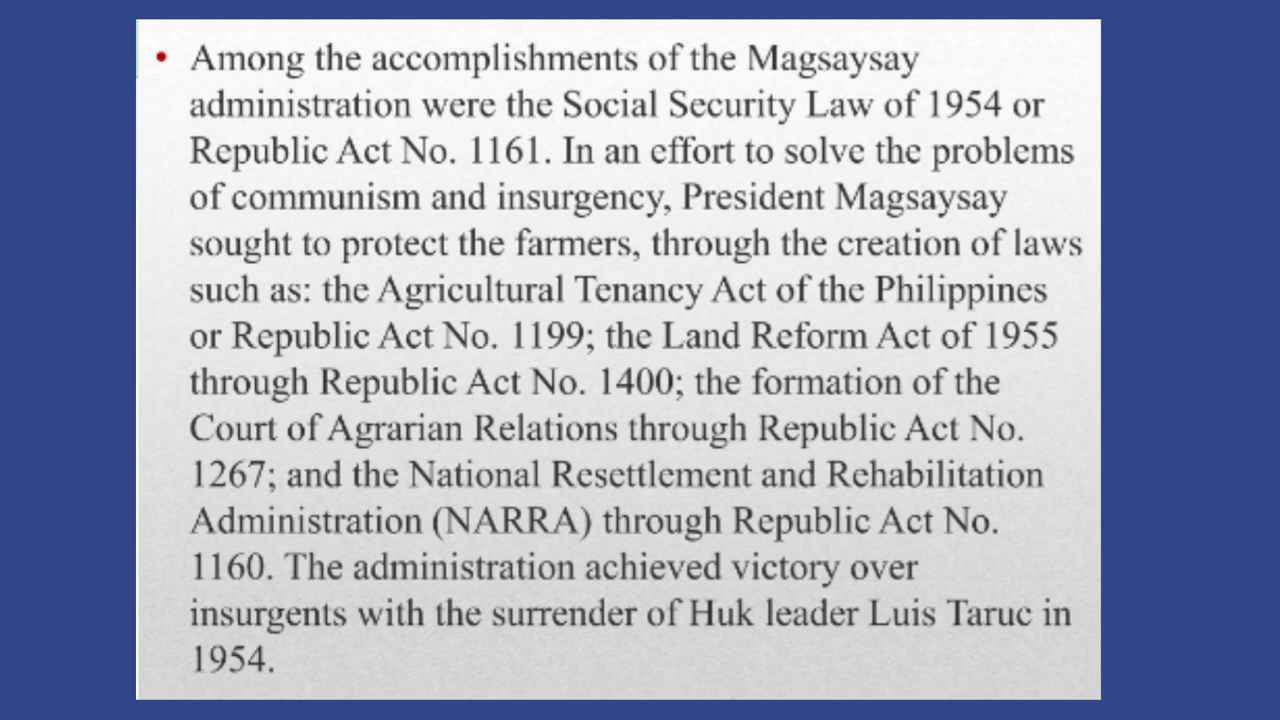 • Among the accomplishments of the Magsaysay
administration were the Social Security Law of 1954 or
Republic Act No. 1161. In an effort to solve the problems
of communism and insurgency, President Magsaysay
sought to protect the farmers, through the creation of laws
such as: the Agricultural Tenancy Act of the Philippines
or Republic Act No. 1199; the Land Reform Act of 1955
through Republic Act No. 1400; the formation of the
Court of Agrarian Relations through Republic Act No.
1267; and the National Resettlement and Rehabilitation
Administration (NARRA) through Republic Act No.
1160. The administration achieved victory over
insurgents with the surrender of Huk leader Luis Taruc in
1954.